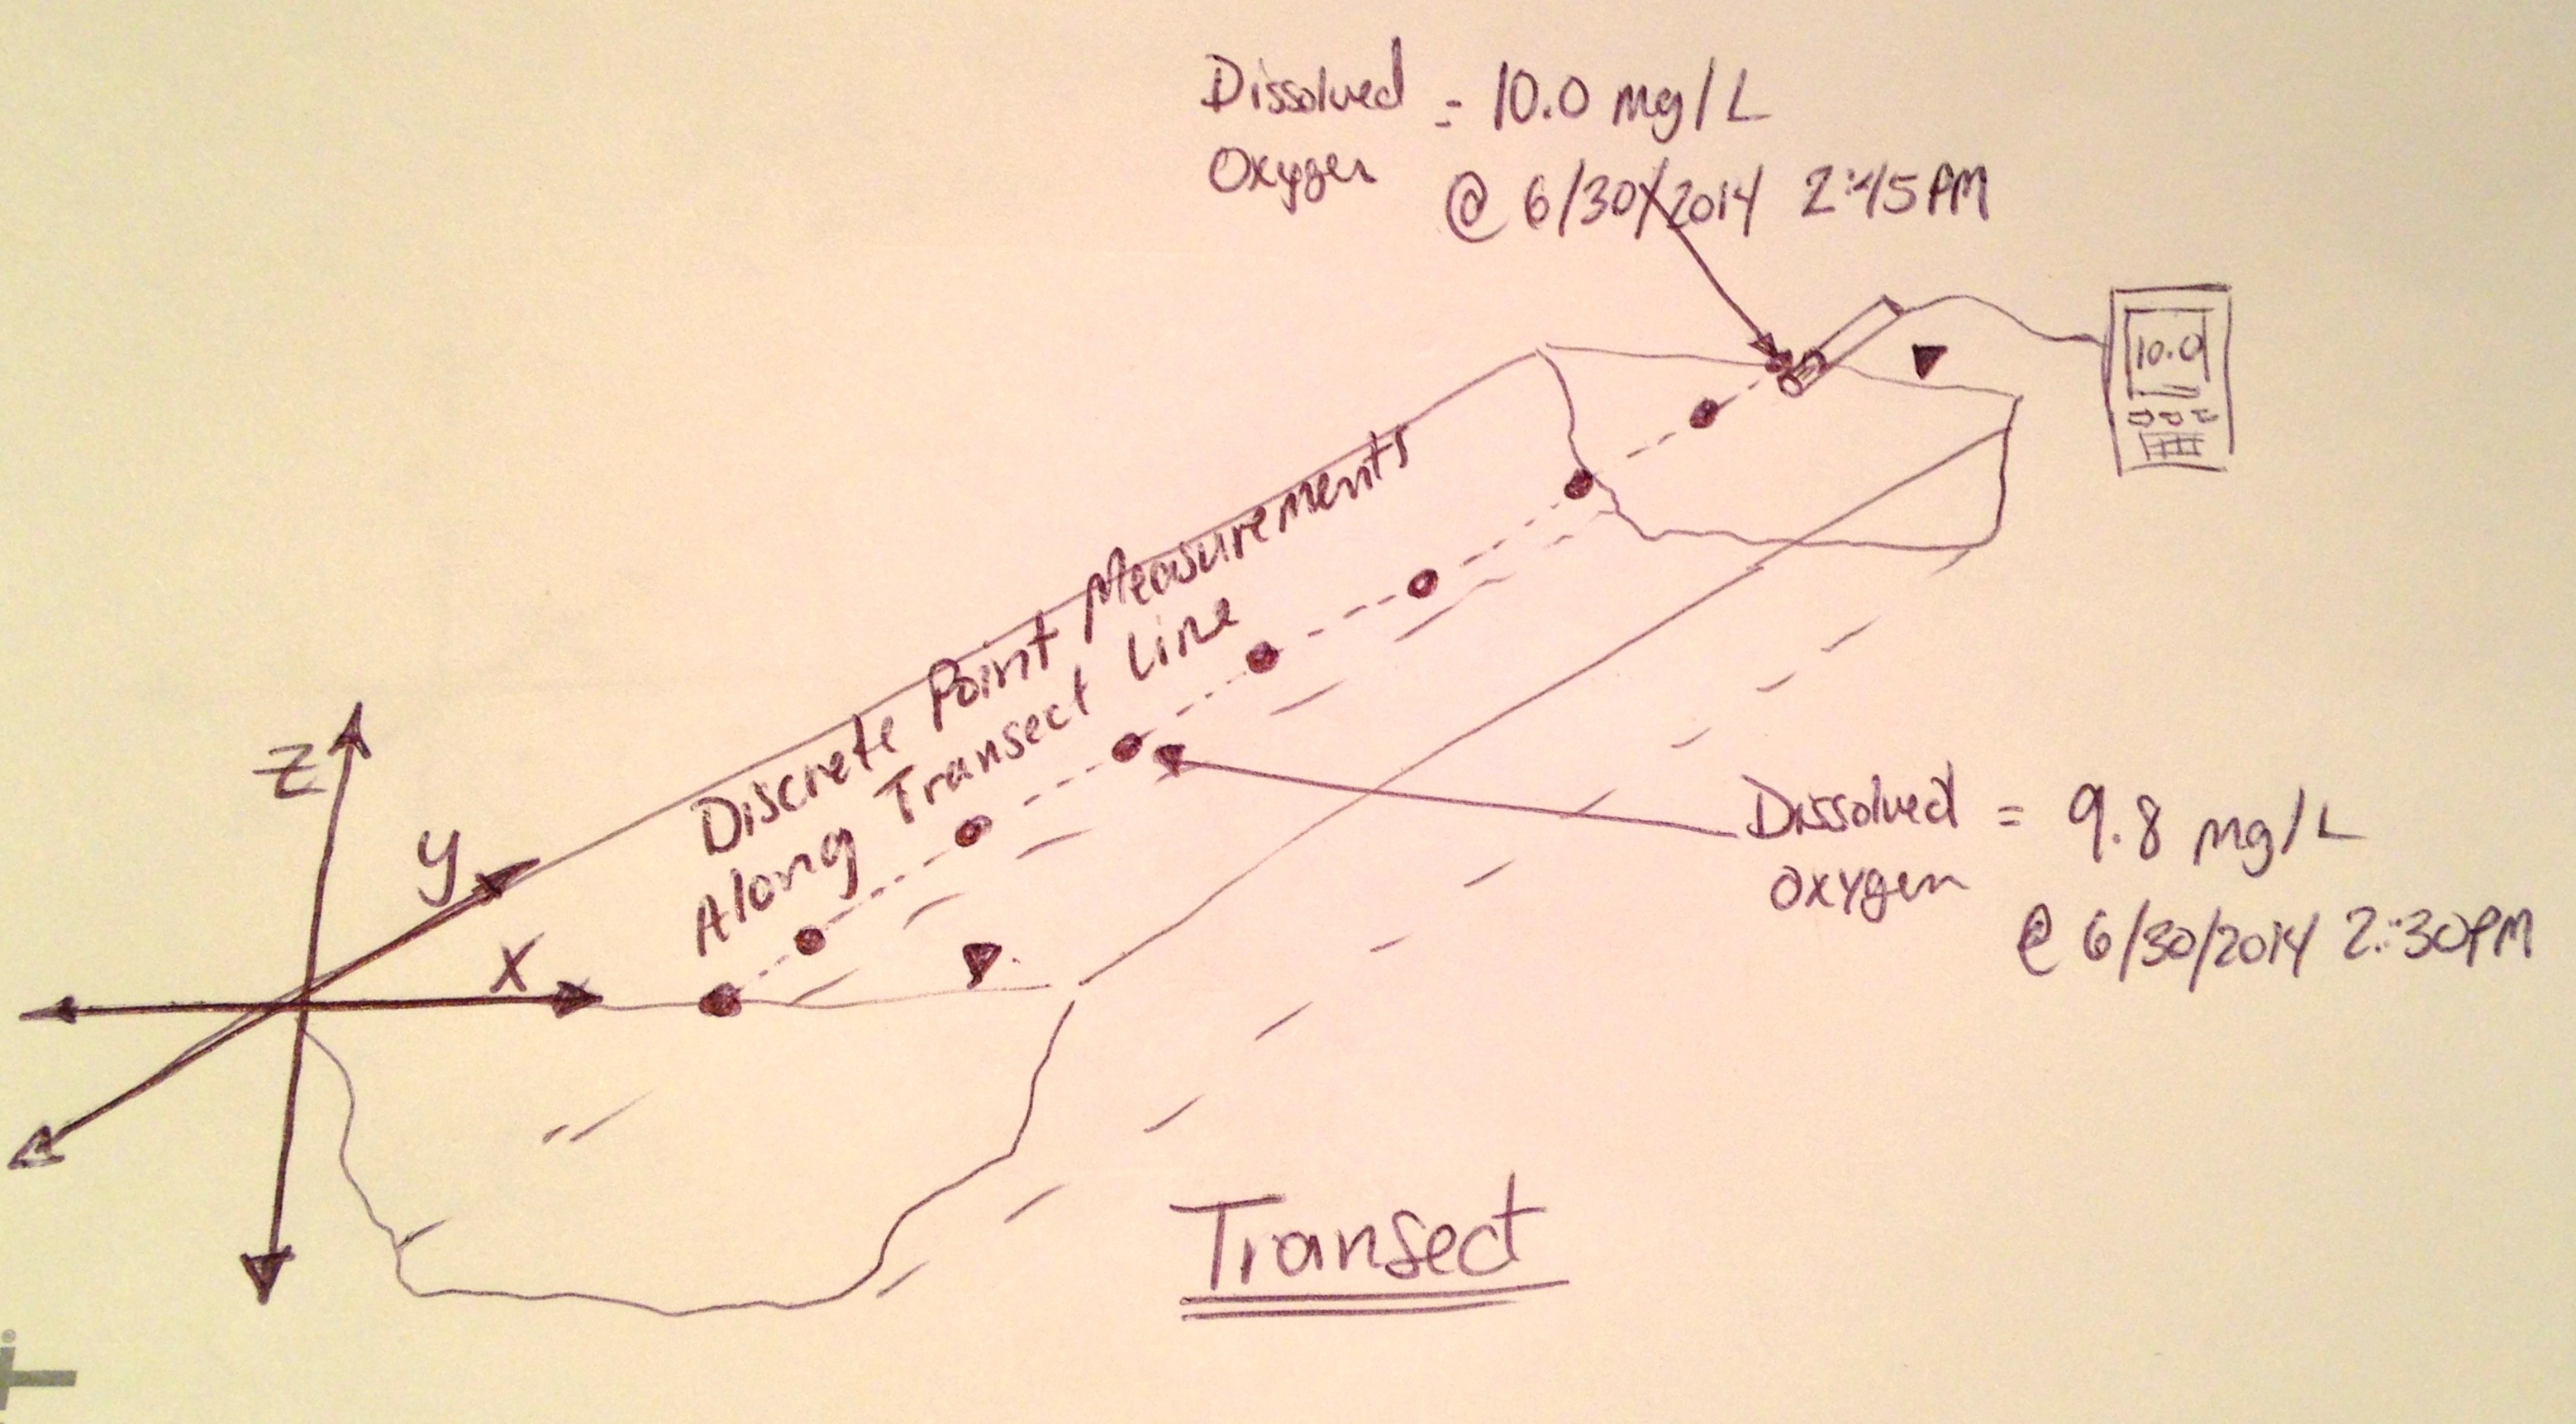 Dissolved = 10.0 mg/L
Oxygen
@ 6/30/2014 2:45PM
10.0
Discrete Point Measurements
Along Transect Line
Z
y
X
Dissolved = 9.8 mg/L
Oxygen
@ 6/30/2014 2:30PM
Transect